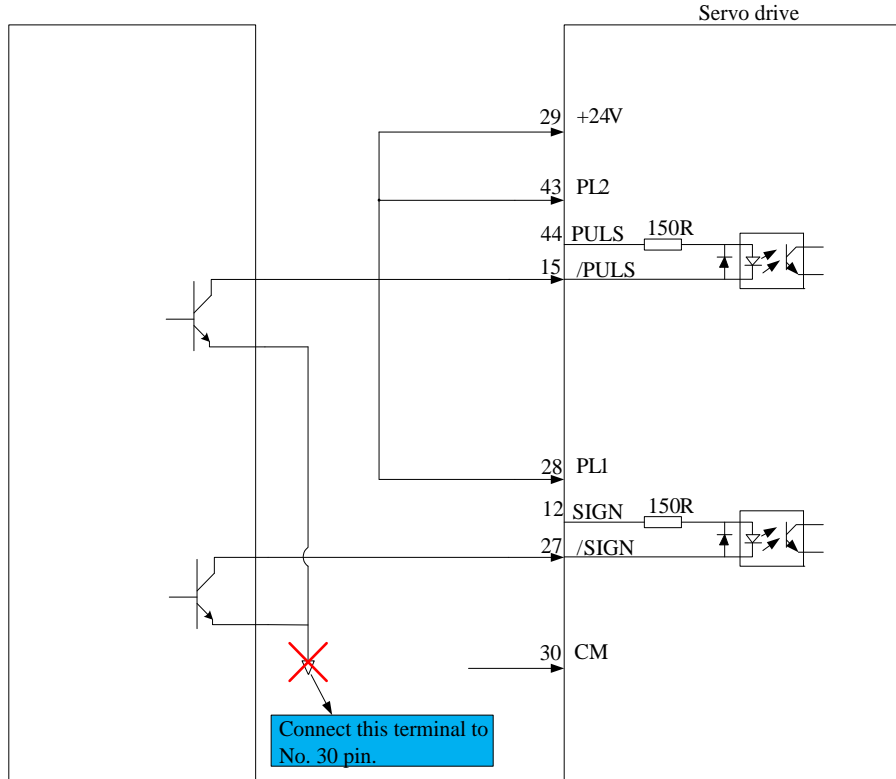 Servo drive
29 +24V
43 PL2
44 PULS 150R
15 /PULS
28 PL1
12 SIGN 150R
27 /SIGN
30 CM
Connect this terminal to
No. 30 pin.